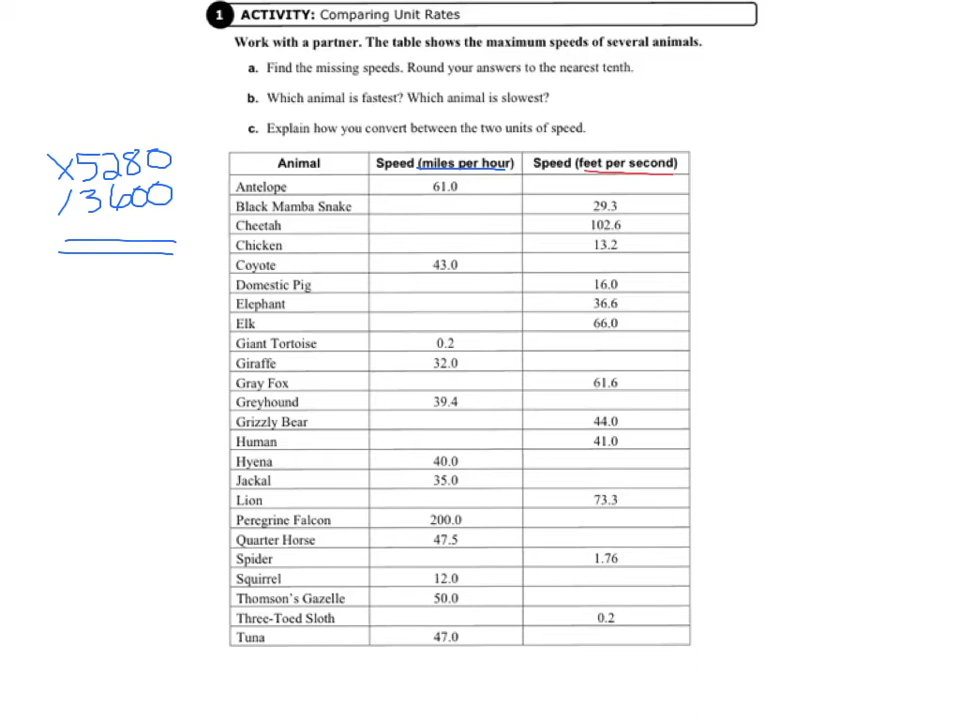 1 ACTIVITY: Comparing Unit Rates
Work with a partner. The table shows the maximum speeds of several animals.
a. Find the missing speeds. Round your answers to the nearest tenth.
b. Which animal is fastest? Which animal is slowest?
c. Explain how you convert between the two units of speed.
x5280
/3600
Animal Speed (miles per hour) Speed (feet per second)
Antelope 61.0
Black Mamba Snake 29.3
Cheetah 102.6
Chicken 13.2
Coyote 43.0
Domestic Pig 16.0
Elephant 36.6
Elk 66.0
Giant Tortoise 0.2
Giraffe 32.0
Gray Fox 61.6
Greyhound 39.4
Grizzly Bear 44.0
Human 41.0
Hyena 40.0
Jackal 35.0
Lion 73.3
Peregrine Falcon 200.0
Quarter Horse 47.5
Spider 1.76
Squirrel 12.0
Thomson's Gazelle 50.0
Three-Toed Sloth 0.2
Tuna 47.0